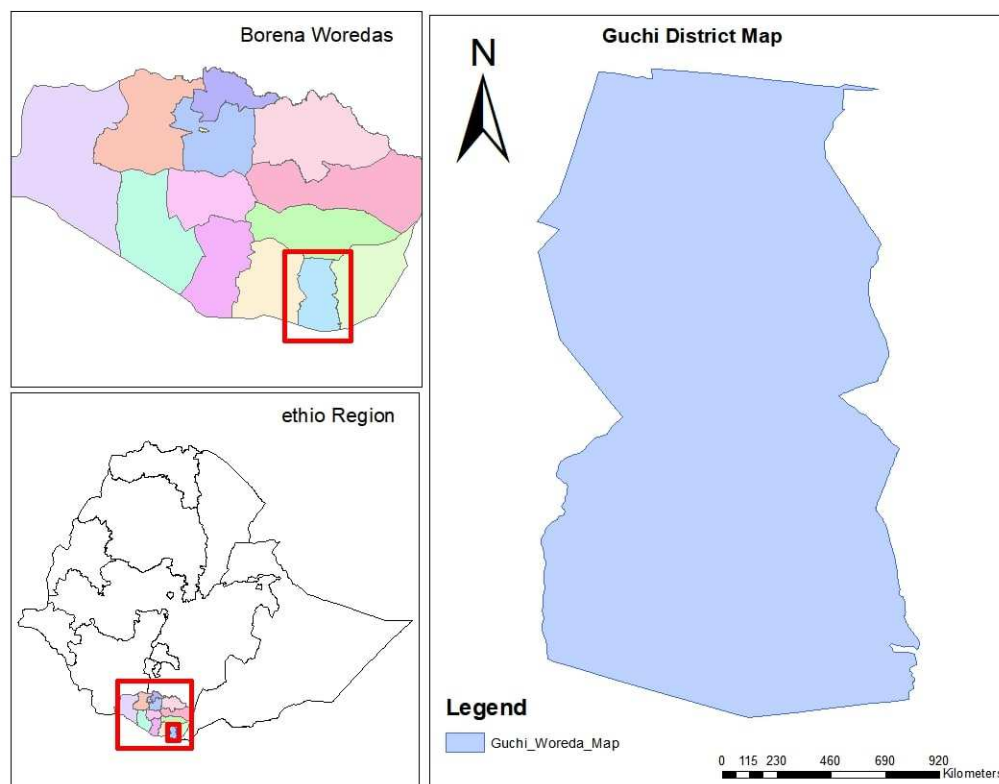 Borena Woredas
ethio Region
Guchi District Map
N
Legend
Guchi_Woreda_Map
0 115 230 460 690 920
Kilometers